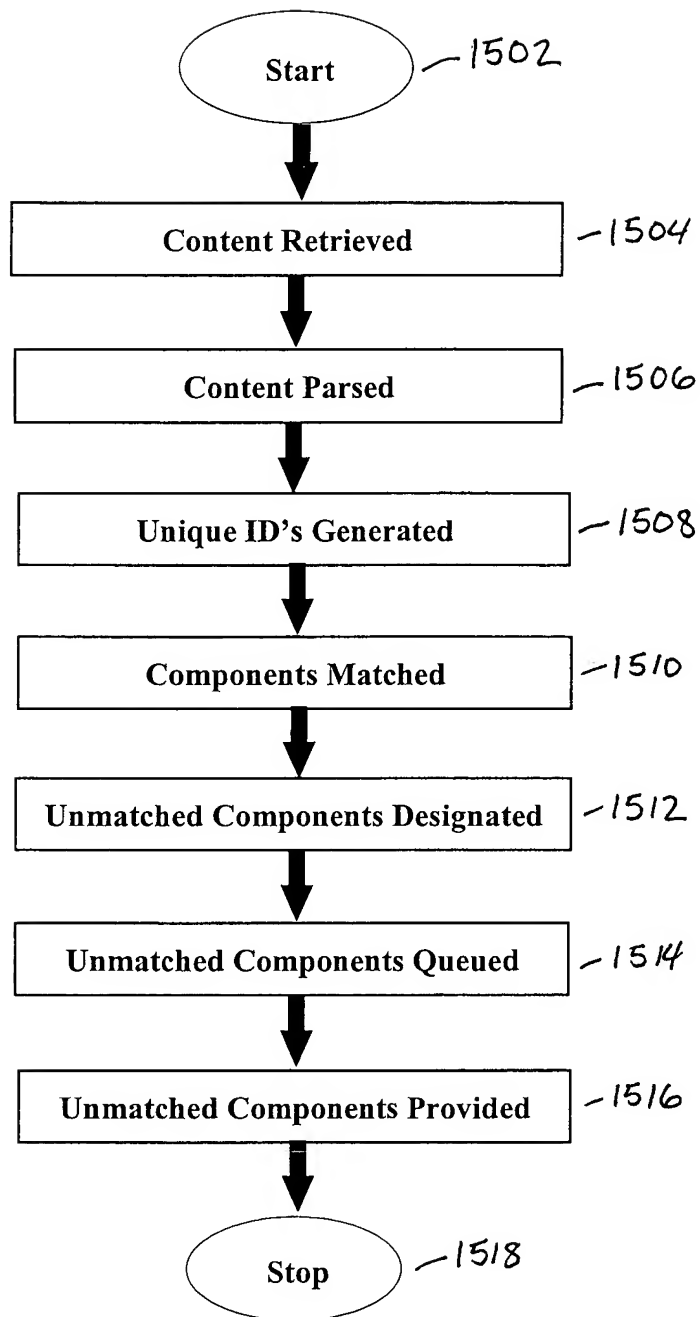 Start 1502
Content Retrieved 1504
Content Parsed 1506
Unique ID's Generated 1508
Components Matched 1510
Unmatched Components Designated 1512
Unmatched Components Queued 1514
Unmatched Components Provided 1516
Stop 1518